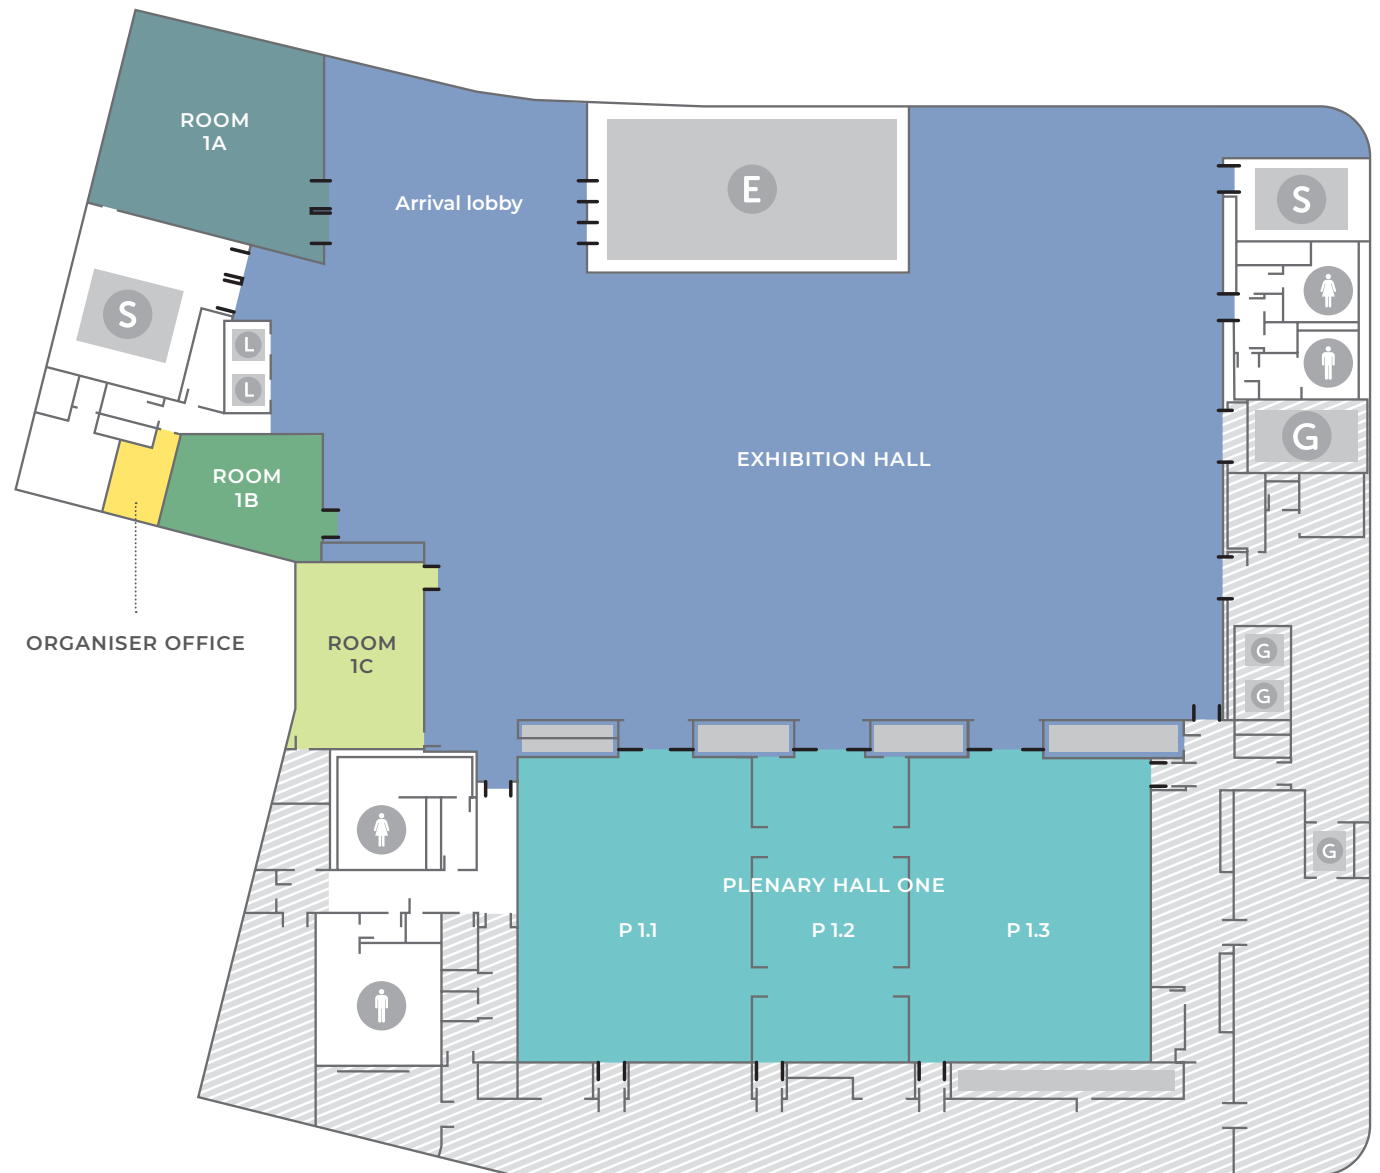 ROOM
1A
Arrival lobby
E
S
S
L
L
G
EXHIBITION HALL
ROOM
1B
ORGANISER OFFICE
ROOM
1C
G
G
G
PLENARY HALL ONE
P 1.1
P 1.2
P 1.3